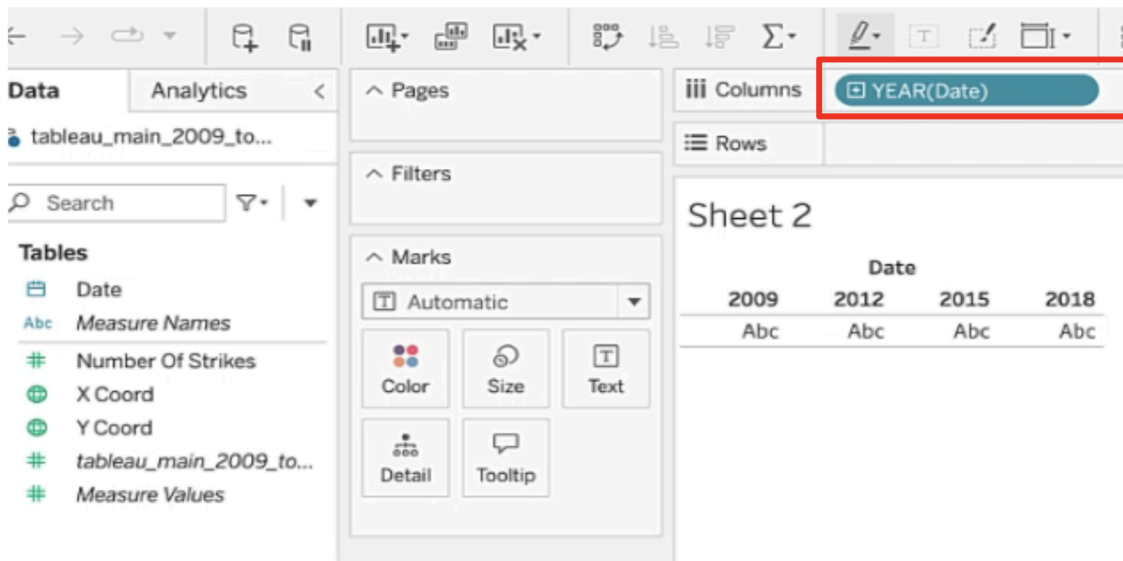 Data
Analytics
tableau_main_2009_to...
Search
Tables
Date
Abc Measure Names
Number Of Strikes
X Coord
Y Coord
tableau_main_2009_to...
Measure Values
Pages
Filters
Marks
T Automatic
Color
Size
T
Text
Detail
Tooltip
Columns
YEAR(Date)
Rows
Sheet 2
Date
2009 2012 2015 2018
Abc Abc Abc Abc